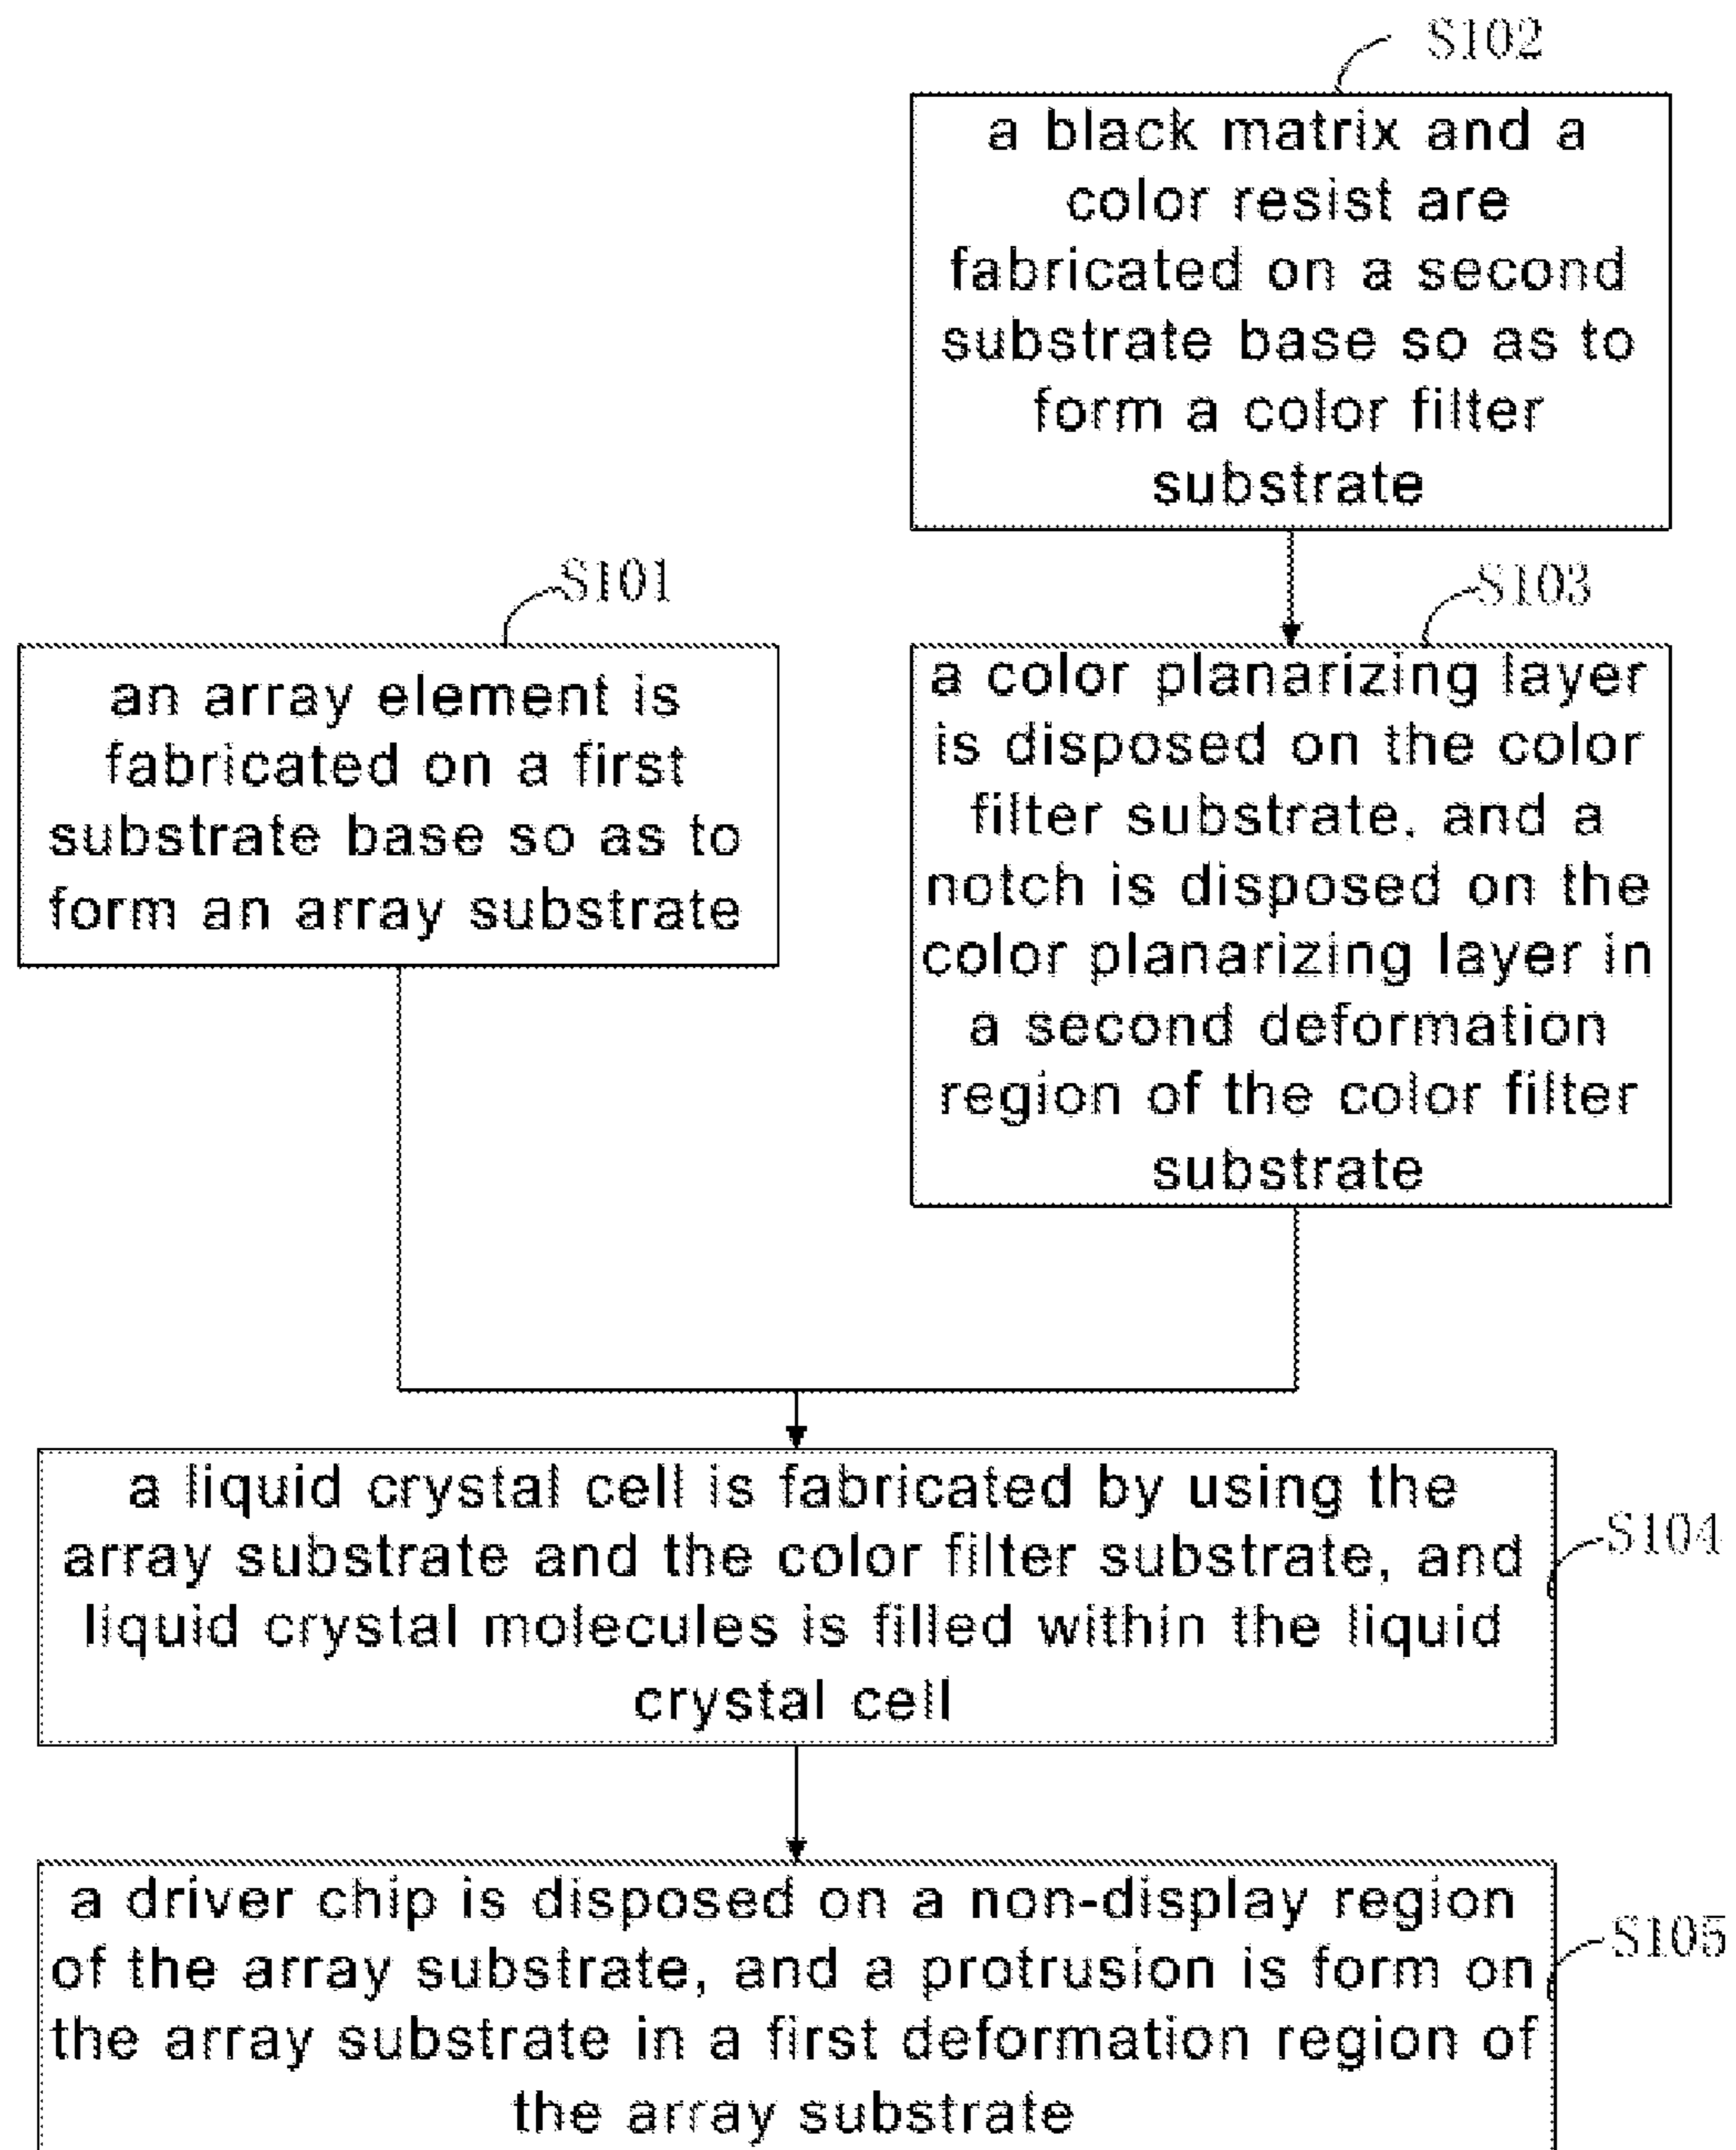 S102
a black matrix and a
color resist are
fabricated on a second
substrate base so as to
form a color filter
substrate
S101
an array element is
fabricated on a first
substrate base so as to
form an array substrate
S103
a color planarizing layer
is disposed on the color
filter substrate, and a
notch is disposed on the
color planarizing layer in
a second deformation
region of the color filter
substrate
S104
a liquid crystal cell is fabricated by using the
array substrate and the color filter substrate, and
liquid crystal molecules is filled within the liquid
crystal cell
S105
a driver chip is disposed on a non-display region
of the array substrate, and a protrusion is form on
the array substrate in a first deformation region of
the array substrate